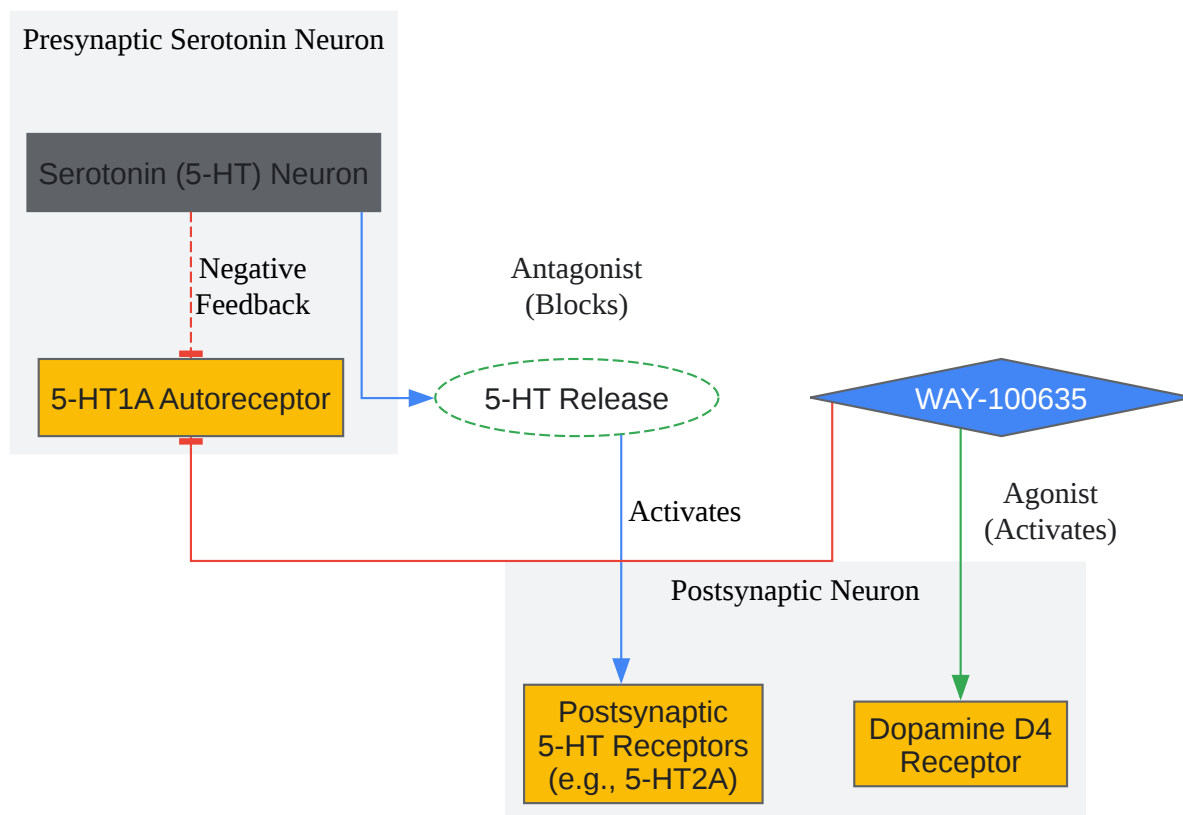 Presynaptic Serotonin Neuron
Serotonin (5-HT) Neuron
Negative
Feedback
Antagonist
(Blocks)
5-HT1A Autoreceptor
5-HT Release
WAY-100635
Activates
Agonist
(Activates)
Postsynaptic Neuron
Postsynaptic
5-HT Receptors
(e.g., 5-HT2A)
Dopamine D4
Receptor